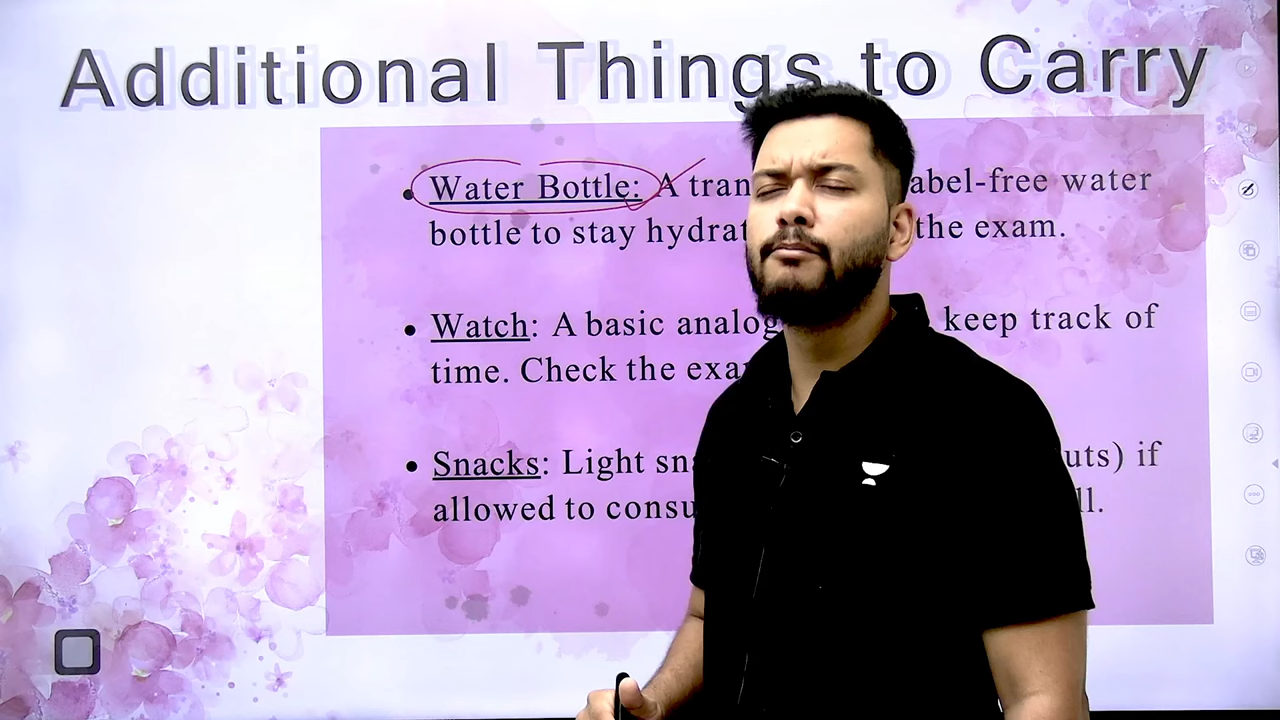 Additional Things to Carry
• Water Bottle: A tran abel-free water
bottle to stay hydrat the exam.
• Watch: A basic analog keep track of
time. Check the exa
• Snacks: Light sna uts) if
allowed to consu ll.